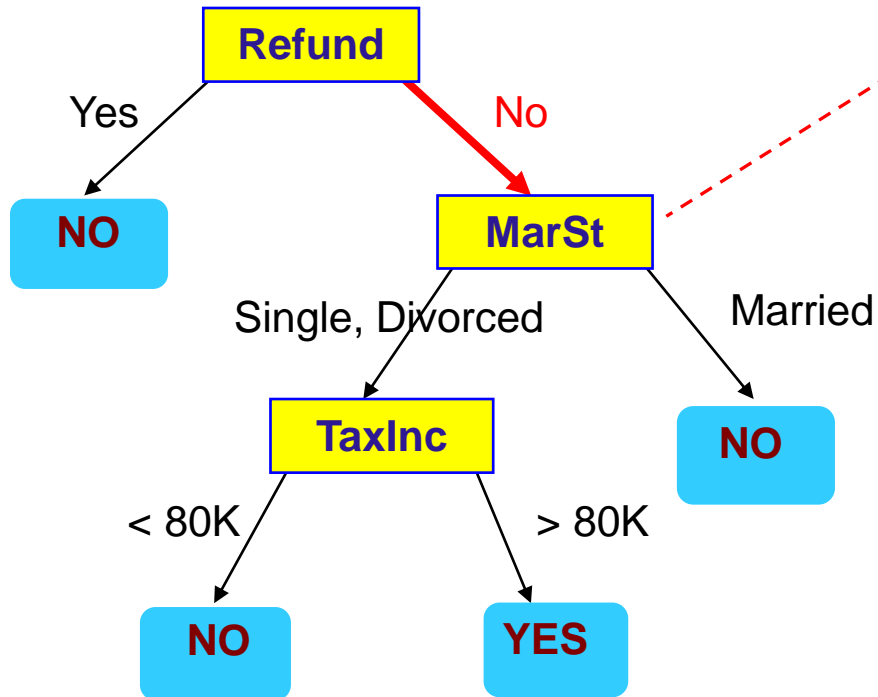 Refund
Yes
No
NO
MarSt
Single, Divorced
Married
TaxInc
NO
< 80K
> 80K
NO
YES